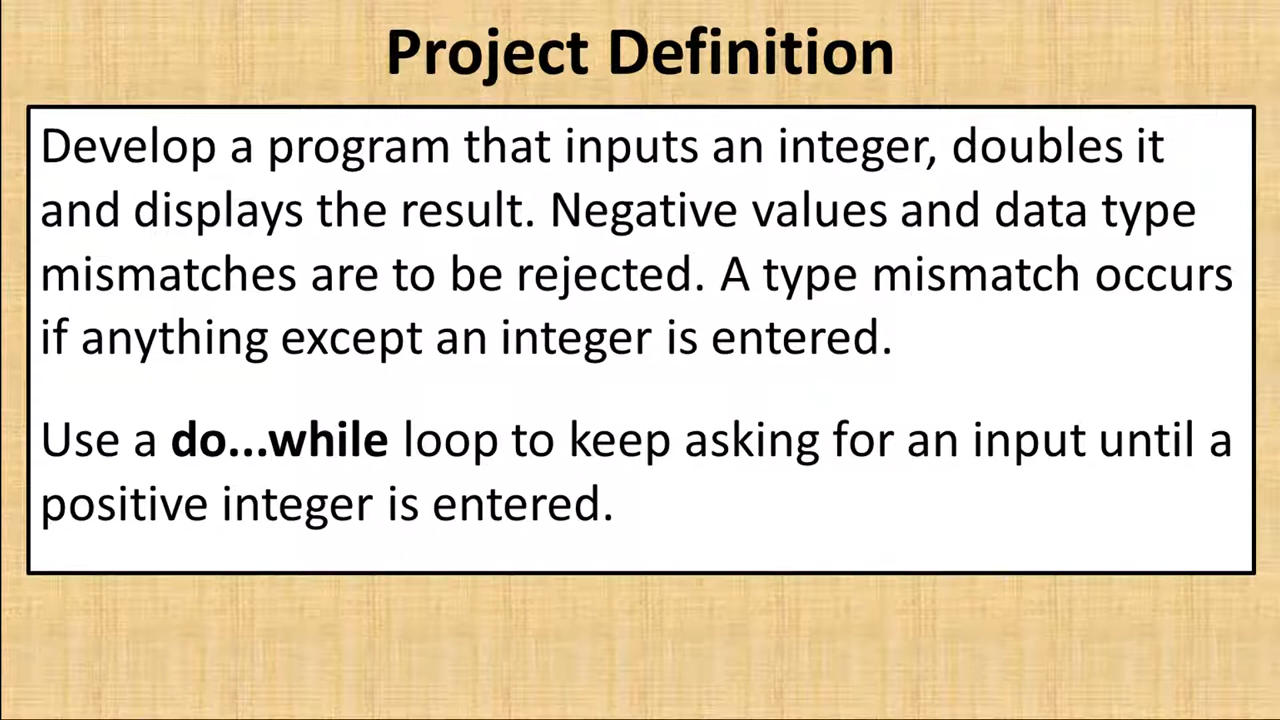 Project Definition
Develop a program that inputs an integer, doubles it
and displays the result. Negative values and data type
mismatches are to be rejected. A type mismatch occurs
if anything except an integer is entered.
Use a do...while loop to keep asking for an input until a
positive integer is entered.